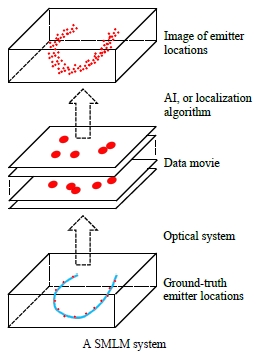 Image of emitter
locations
AI, or localization
algorithm
Data movie
Optical system
Ground-truth
emitter locations
A SMLM system